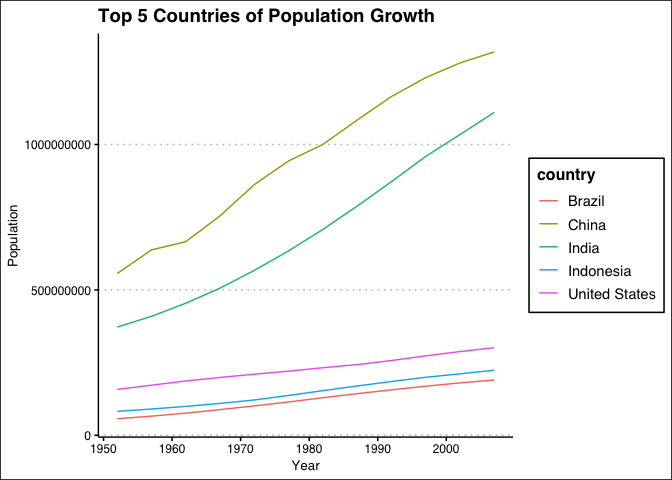 Top 5 Countries of Population Growth
Population
1000000000
500000000
0
1950 1960 1970 1980 1990 2000
Year
country
Brazil
China
India
Indonesia
United States